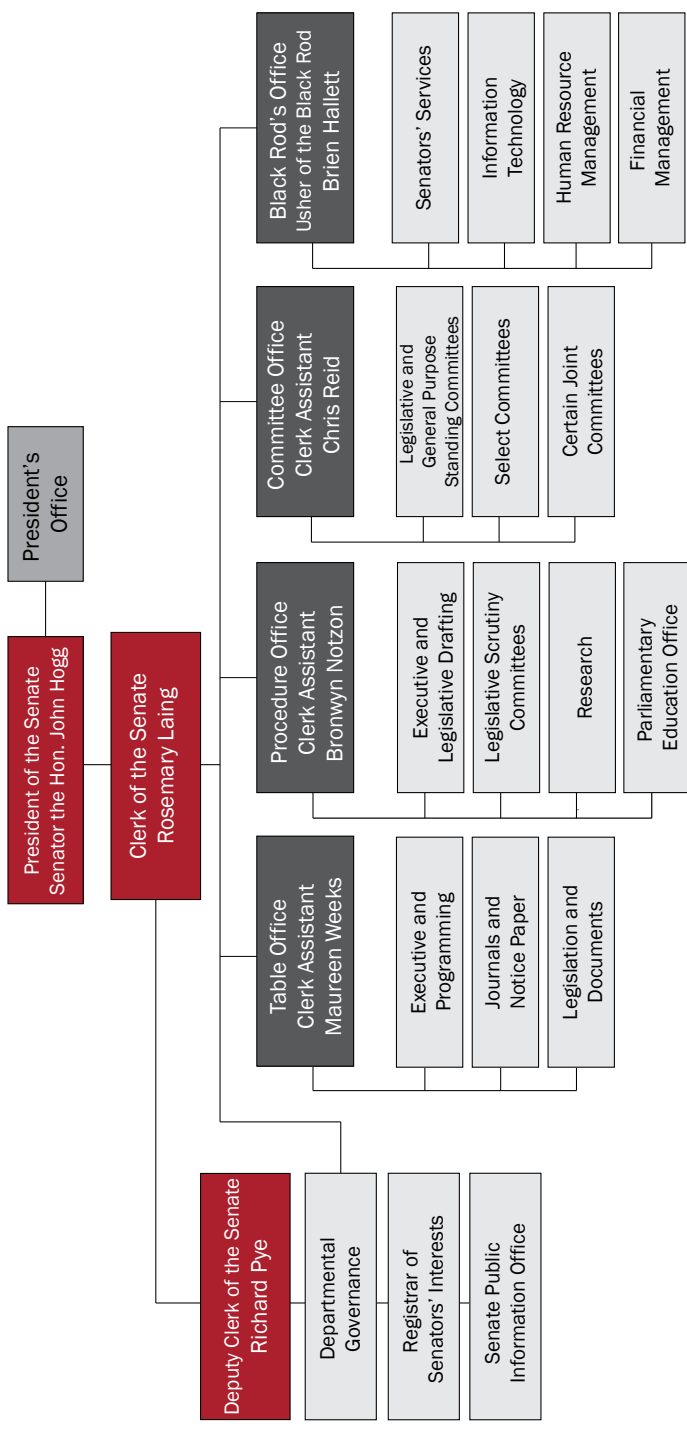 President of the Senate
Senator the Hon. John Hogg
President's
Office
Clerk of the Senate
Rosemary Laing
Deputy Clerk of the Senate
Richard Pye
Departmental
Governance
Registrar of
Senators' Interests
Senate Public
Information Office
Table Office
Clerk Assistant
Maureen Weeks
Executive and
Programming
Journals and
Notice Paper
Legislation and
Documents
Procedure Office
Clerk Assistant
Bronwyn Notzon
Executive and
Legislative Drafting
Legislative Scrutiny
Committees
Research
Parliamentary
Education Office
Committee Office
Clerk Assistant
Chris Reid
Legislative and
General Purpose
Standing Committees
Select Committees
Certain Joint
Committees
Black Rod's Office
Usher of the Black Rod
Brien Hallett
Senators' Services
Information
Technology
Human Resource
Management
Financial
Management